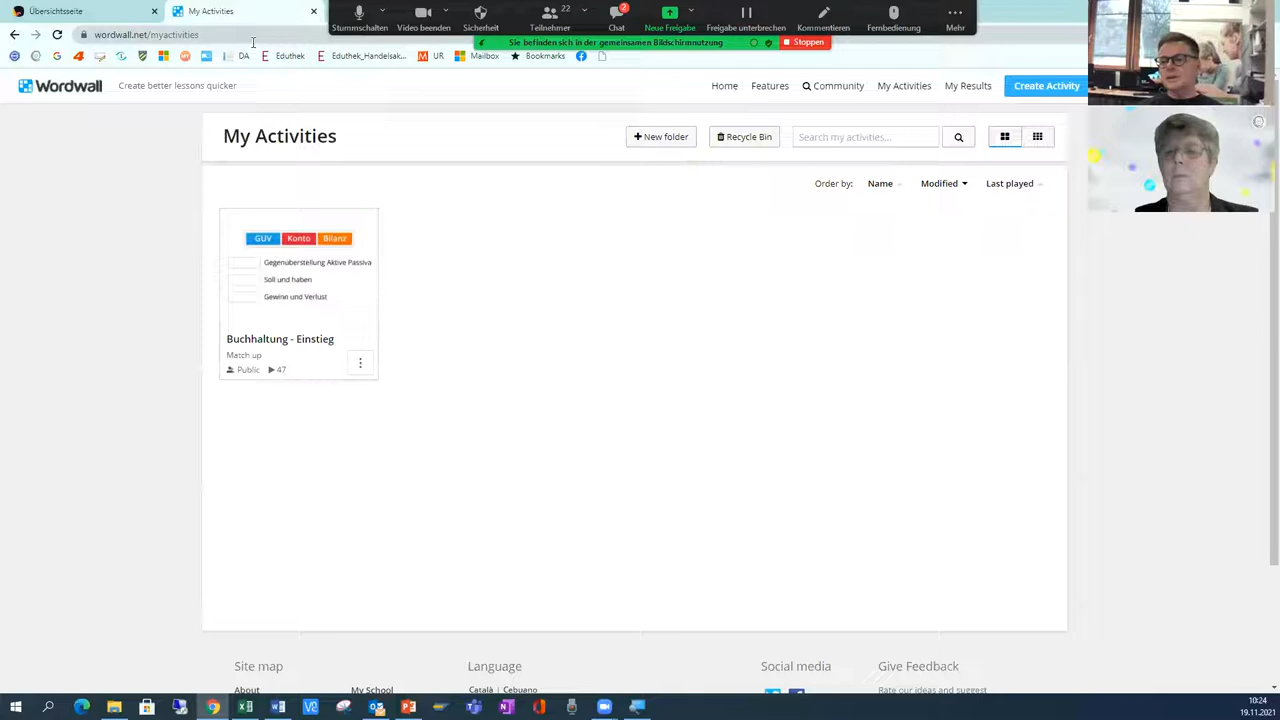 Übersichtsseite
My Activities
wordwall.net/myactivities
Stummschalten
Video beenden
Sicherheit
22
Teilnehmer
2
Chat
Neue Freigabe
Freigabe unterbrechen
Kommentieren
Fernbedienung
Mehr
Sie befinden sich in der gemeinsamen Bildschirmnutzung
Stoppen
DA
Eduthek
Eduthek_Handelsak...
UR
Mailbox
Bookmarks
Wordwall
Create better lessons quicker
Home
Features
Community
My Activities
My Results
Create Activity
My Activities
New folder
Recycle Bin
Search my activities...
Order by:
Name
Modified
Last played
GUV
Konto
Bilanz
Gegenüberstellung Aktive Passiva
Soll und haben
Gewinn und Verlust
Buchhaltung - Einstieg
Match up
Public
47
Site map
Language
Social media
Give Feedback
About
My School
Català | Cebuano
Rate our ideas and suggest
10:24
19.11.2021